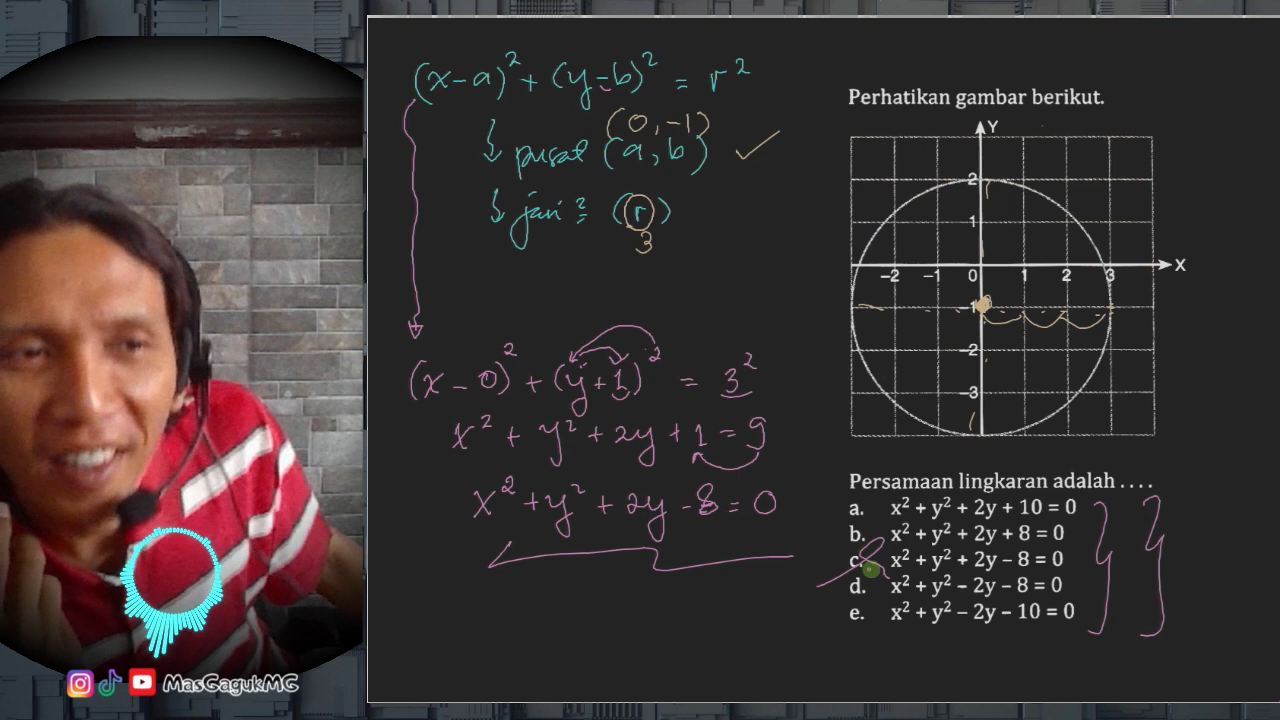 (x-a)² + (y-b)² = r²
(0, -1)
↳ pusat (a, b) ✓
↳ jari ² (r)
3
(x - 0)² + (y + 1)² = 3²
x² + y² + 2y + 1 = 9
x² + y² + 2y - 8 = 0
Perhatikan gambar berikut.
Y
2
1
-2 -1 0 1 2 3 X
-1
-2
-3
Persamaan lingkaran adalah . . . .
a. x² + y² + 2y + 10 = 0
b. x² + y² + 2y + 8 = 0
c. x² + y² + 2y – 8 = 0
d. x² + y² – 2y – 8 = 0
e. x² + y² – 2y – 10 = 0
MasGagukMG